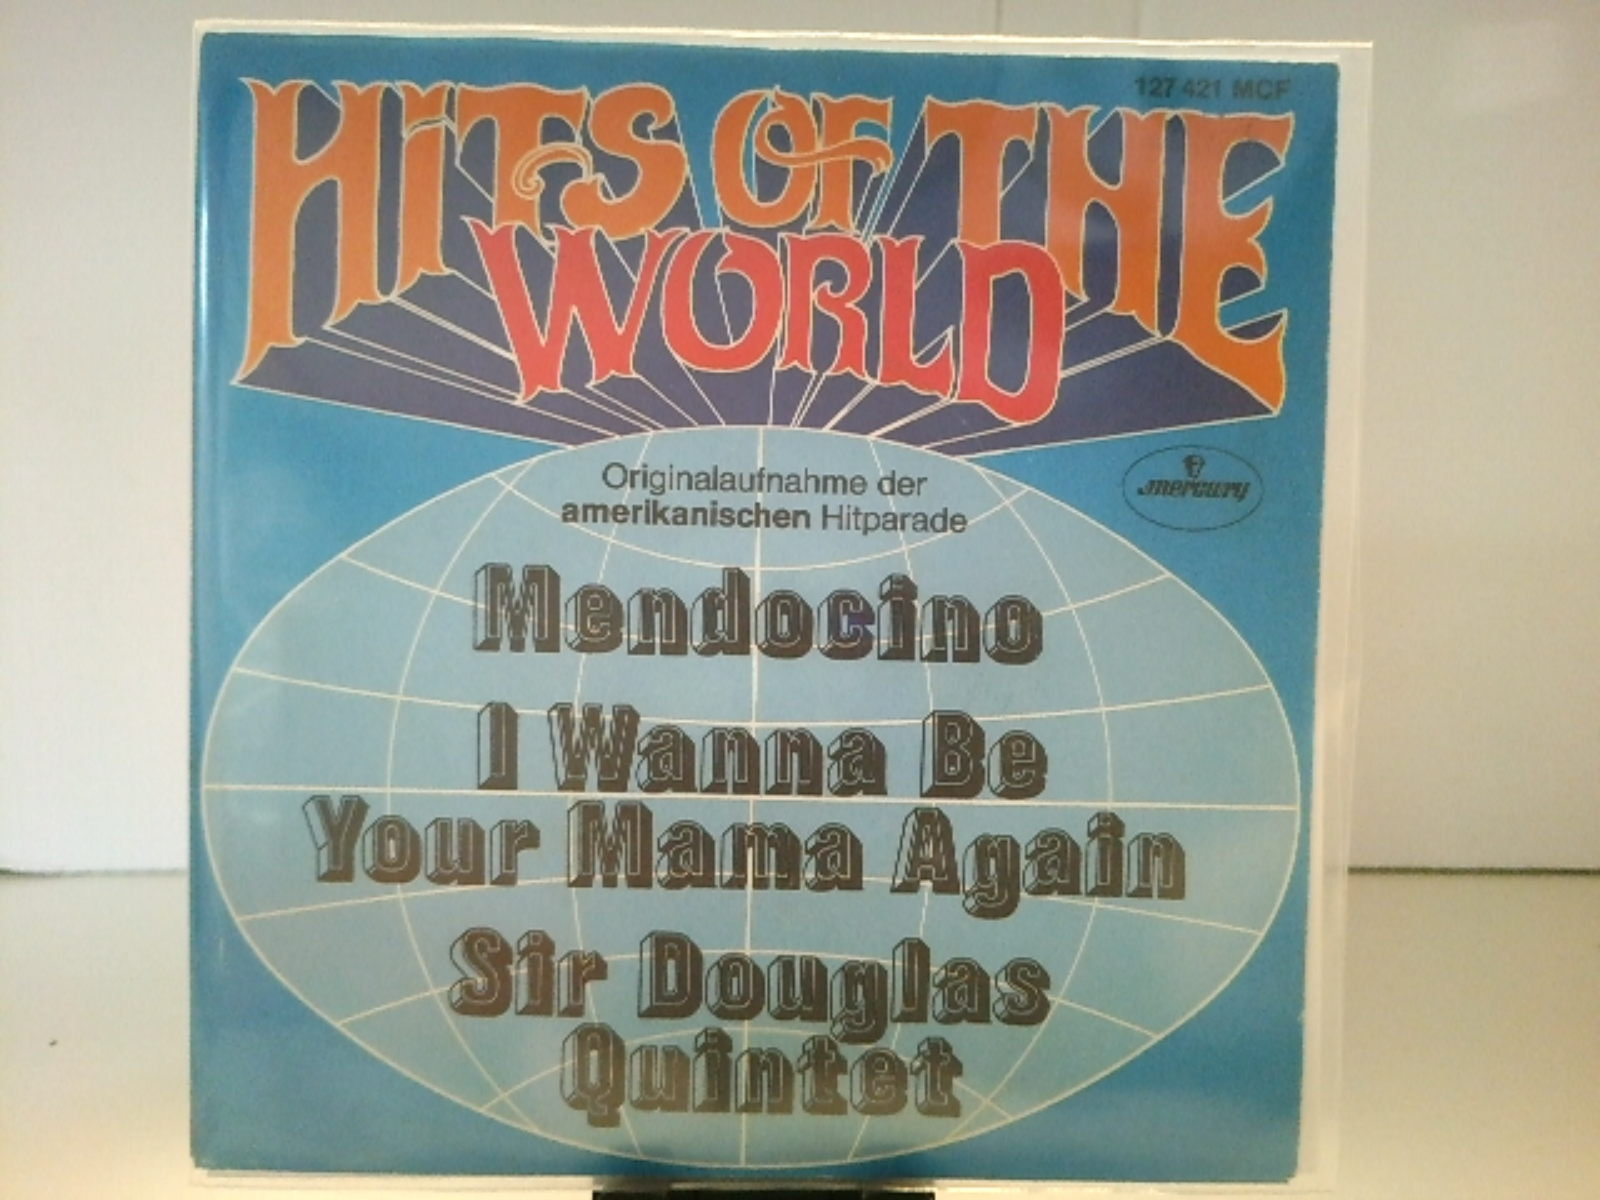 127 421 MCF
HiTS OF THE
WORLD
Originalaufnahme der
amerikanischen Hitparade
mercury
Mendocino
I Wanna Be
Your Mama Again
Sir Douglas
Quintet